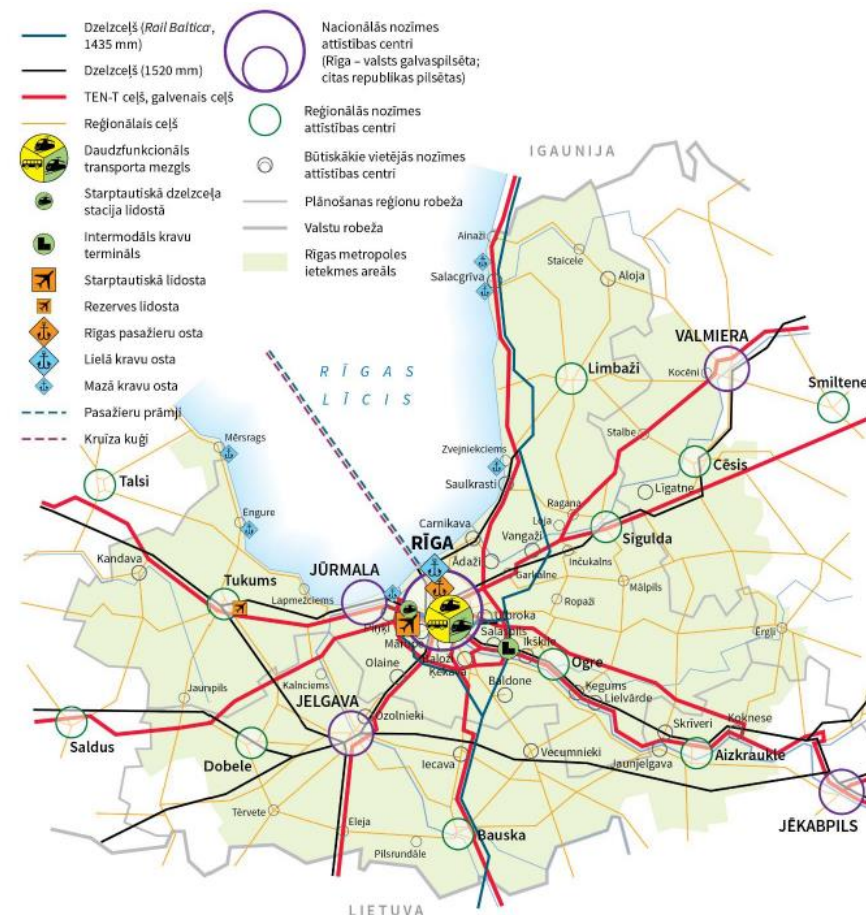 Dzelzceļš (Rail Baltica,
1435 mm)
Dzelzceļš (1520 mm)
TEN-T ceļš, galvenais ceļš
Reģionālais ceļš
Daudzfunkcionāls
transporta mezgls
Starptautiskā dzelzceļa
stacija lidostā
Intermodāls kravu
termināls
Starptautiskā lidosta
Rezerves lidosta
Rīgas pasažieru osta
Lielā kravu osta
Mazā kravu osta
Pasažieru prāmji
Kruīza kuģi
Nacionālās nozīmes
attīstības centri
(Rīga – valsts galvaspilsēta;
citas republikas pilsētas)
Reģionālās nozīmes
attīstības centri
Būtiskākie vietējās nozīmes
attīstības centri
Plānošanas reģionu robeža
Valstu robeža
Rīgas metropoles
ietekmes areāls
IGAUNIJA
Ainaži
Staicele
Aloja
Salacgrīva
RĪGAS
LĪCIS
VALMIERA
Kocēni
Limbaži
Smiltene
Stalbe
Mērsrags
Zvejniekciems
Cēsis
Talsi
Saulkrasti
Līgatne
Engure
Ragana
Carnikava
Loja
Sigulda
RĪGA
Vangaži
Ādaži
Inčukalns
Kandava
Tukums
JŪRMALA
Garkalne
Mālpils
Lapmežciems
Ropaži
Ērgļi
Piņķi
Salaspils
Mārupe
Ikšķile
Olaine
Ķekava
Ogre
Kalnciems
Baldone
Ķegums
Lielvārde
Jaunpils
JELGAVA
Ozolnieki
Skrīveri
Koknese
Saldus
Dobele
Iecava
Vecumnieki
Jaunjelgava
Aizkraukle
Tērvete
Eleja
Bauska
JĒKABPILS
Pilsrundāle
LIETUVA